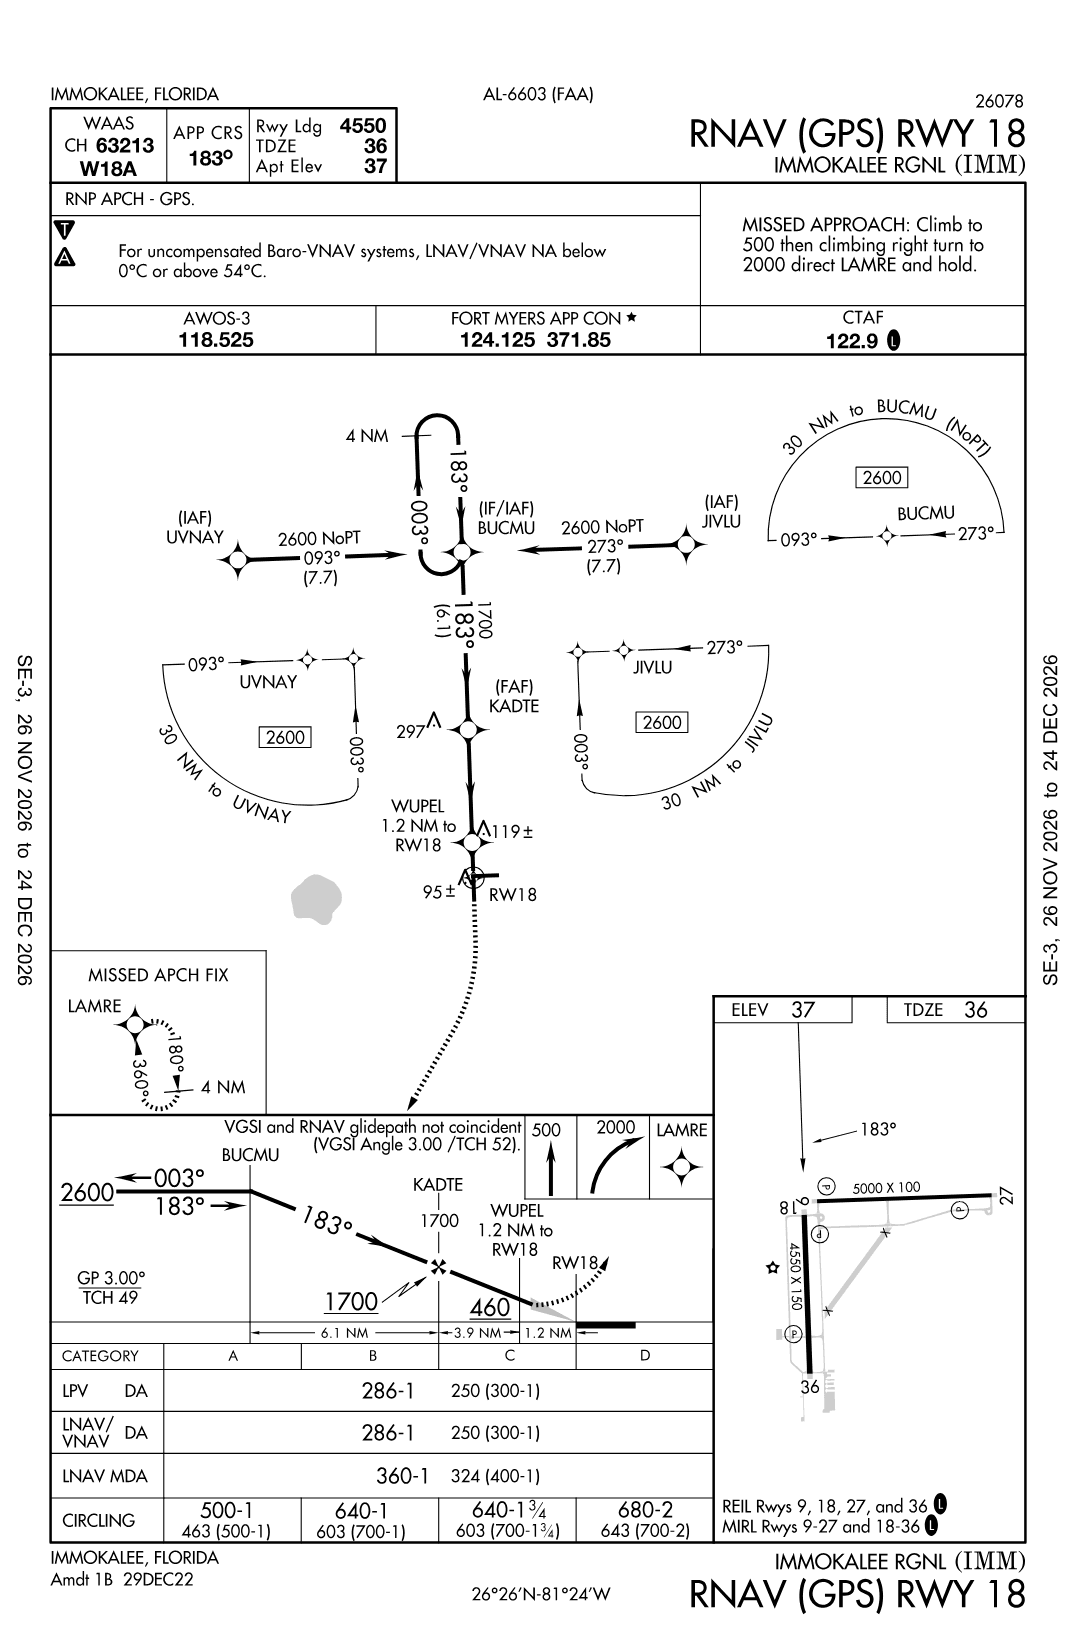 IMMOKALEE, FLORIDA
AL-6603 (FAA)
26078
WAAS
CH 63213
W18A
APP CRS
183°
Rwy Ldg 4550
TDZE 36
Apt Elev 37
RNAV (GPS) RWY 18
IMMOKALEE RGNL (IMM)
RNP APCH - GPS.
T
A
For uncompensated Baro-VNAV systems, LNAV/VNAV NA below
0°C or above 54°C.
MISSED APPROACH: Climb to
500 then climbing right turn to
2000 direct LAMRE and hold.
AWOS-3
118.525
FORT MYERS APP CON ★
124.125 371.85
CTAF
122.9 L
4 NM
183°
003°
(IF/IAF)
BUCMU
(IAF)
UVNAY
2600 NoPT
093°
(7.7)
(IAF)
JIVLU
2600 NoPT
273°
(7.7)
30 NM to BUCMU (NoPT)
2600
BUCMU
093°
273°
1700
183°
(6.1)
093°
UVNAY
2600
003°
30 NM to UVNAY
273°
JIVLU
2600
003°
30 NM to JIVLU
(FAF)
KADTE
297
WUPEL
1.2 NM to
RW18
119±
95±
RW18
SE-3, 26 NOV 2026 to 24 DEC 2026
SE-3, 26 NOV 2026 to 24 DEC 2026
MISSED APCH FIX
LAMRE
180°
360°
4 NM
ELEV 37
TDZE 36
183°
5000 X 100
9
27
18
4550 X 150
36
P
P
P
P
REIL Rwys 9, 18, 27, and 36 L
MIRL Rwys 9-27 and 18-36 L
VGSI and RNAV glidepath not coincident
(VGSI Angle 3.00 /TCH 52).
500
2000
LAMRE
BUCMU
2600
003°
183°
183°
KADTE
1700
WUPEL
1.2 NM to
RW18
RW18
GP 3.00°
TCH 49
1700
460
6.1 NM
3.9 NM
1.2 NM
CATEGORY A B C D
LPV DA 286-1 250 (300-1)
LNAV/
VNAV DA 286-1 250 (300-1)
LNAV MDA 360-1 324 (400-1)
CIRCLING
500-1
463 (500-1)
640-1
603 (700-1)
640-1¾
603 (700-1¾)
680-2
643 (700-2)
IMMOKALEE, FLORIDA
Amdt 1B 29DEC22
26°26'N-81°24'W
IMMOKALEE RGNL (IMM)
RNAV (GPS) RWY 18